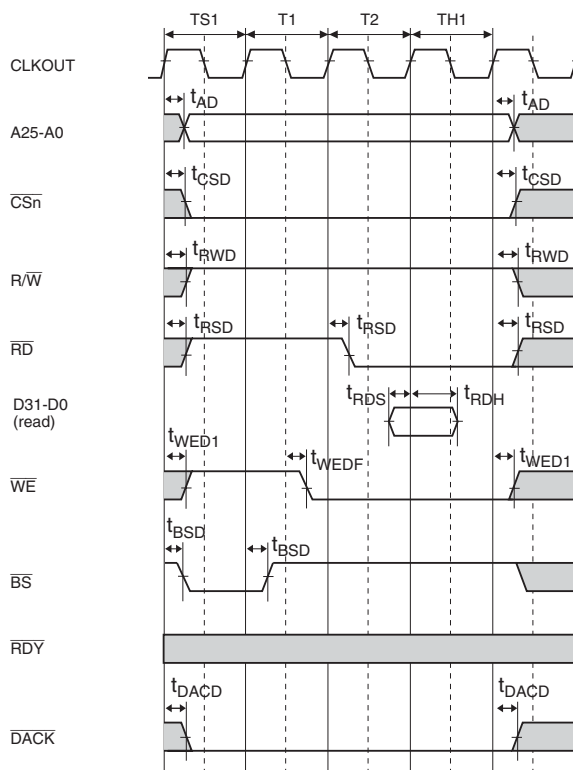 TS1 T1 T2 TH1
CLKOUT
tAD tAD
A25-A0
tCSD tCSD
CSn
tRWD tRWD
R/W
tRSD tRSD tRSD
RD
D31-D0
(read)
tRDS tRDH
tWED1 tWEDF tWED1
WE
tBSD tBSD
BS
RDY
tDACD tDACD
DACK